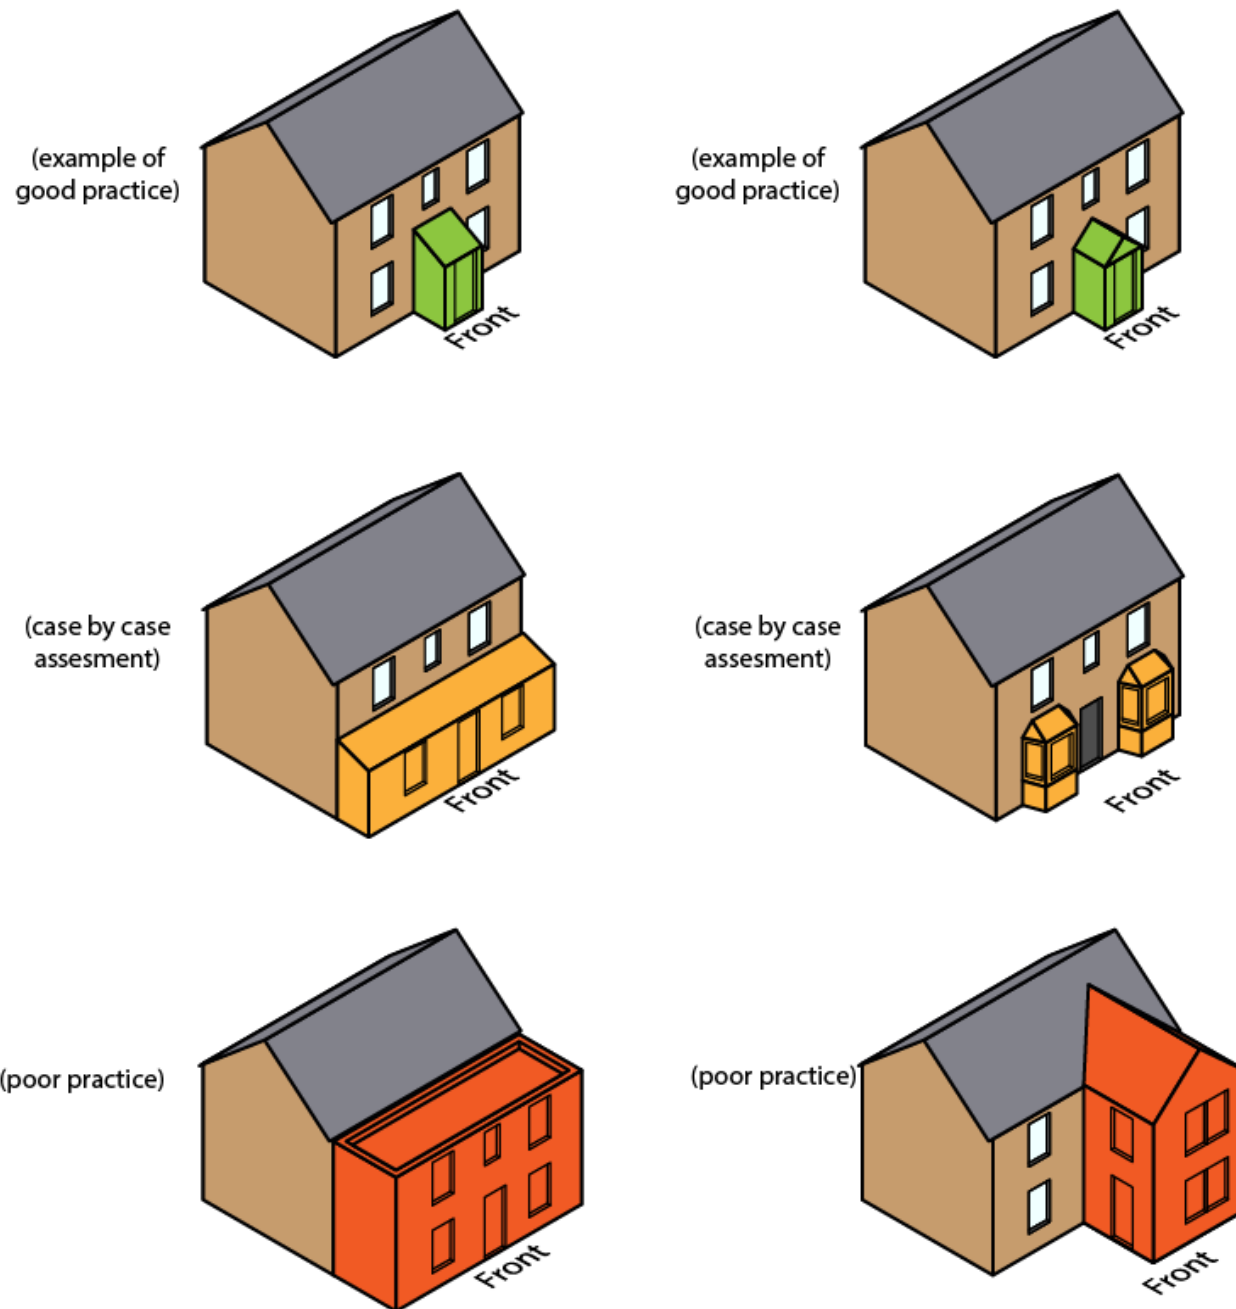 (example of
good practice)
Front
(example of
good practice)
Front
(case by case
assesment)
Front
(case by case
assesment)
Front
(poor practice)
Front
(poor practice)
Front